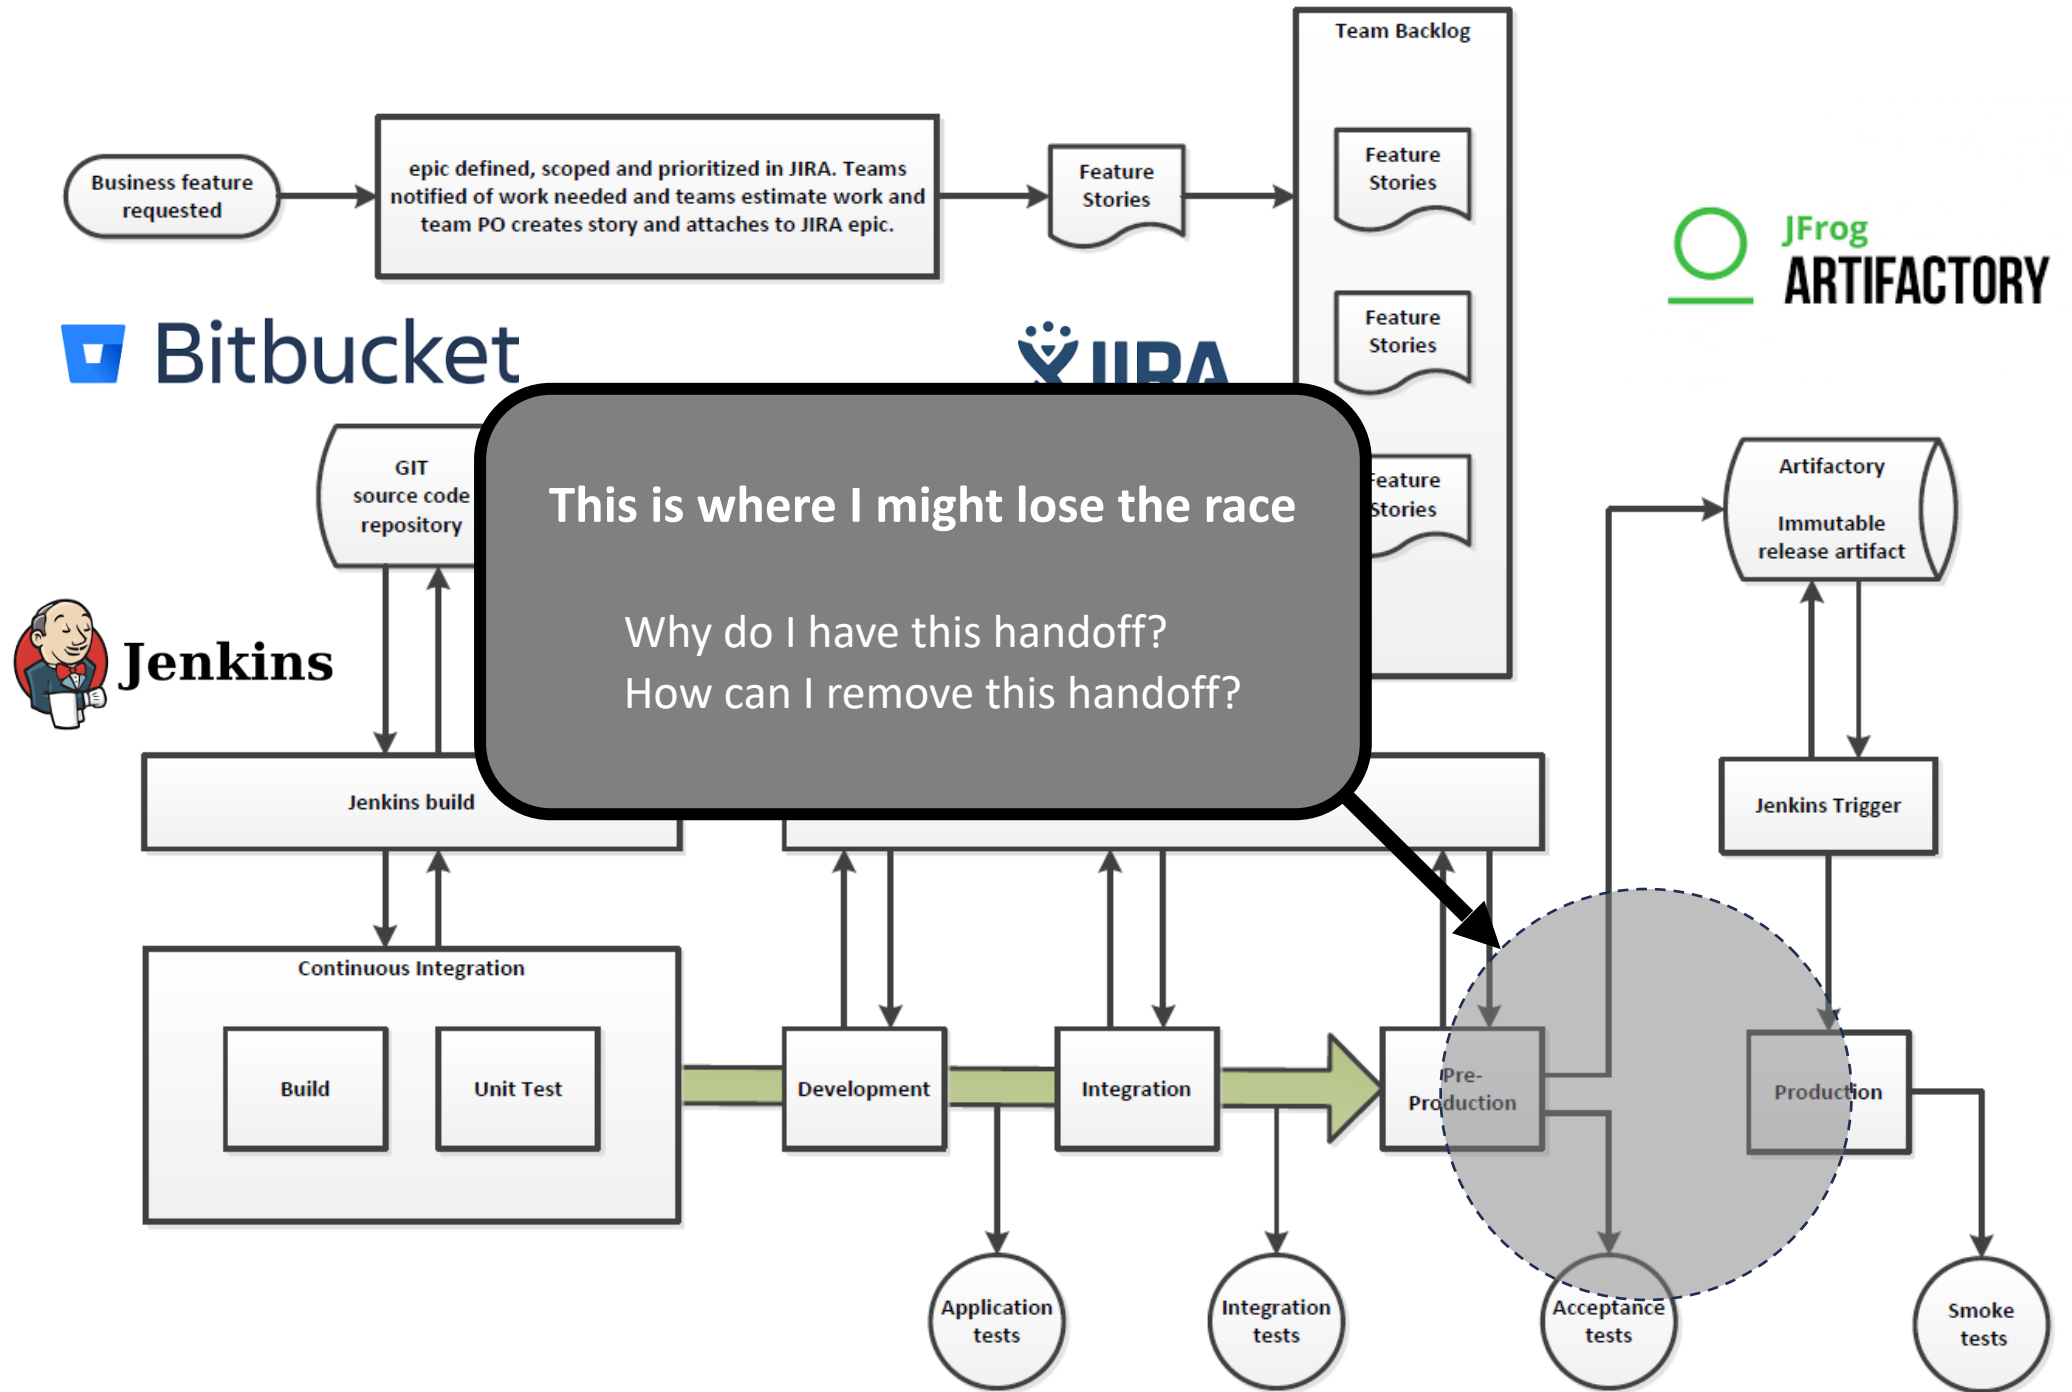 Team Backlog
Business feature
requested
epic defined, scoped and prioritized in JIRA. Teams
notified of work needed and teams estimate work and
team PO creates story and attaches to JIRA epic.
Feature
Stories
Feature
Stories
JFrog
ARTIFACTORY
Feature
Stories
Bitbucket
JIRA
GIT
source code
repository
Feature
Stories
Artifactory
Immutable
release artifact
This is where I might lose the race
Why do I have this handoff?
How can I remove this handoff?
Jenkins
Jenkins build
Jenkins Trigger
Continuous Integration
Build
Unit Test
Development
Integration
Pre-
Production
Production
Application
tests
Integration
tests
Acceptance
tests
Smoke
tests